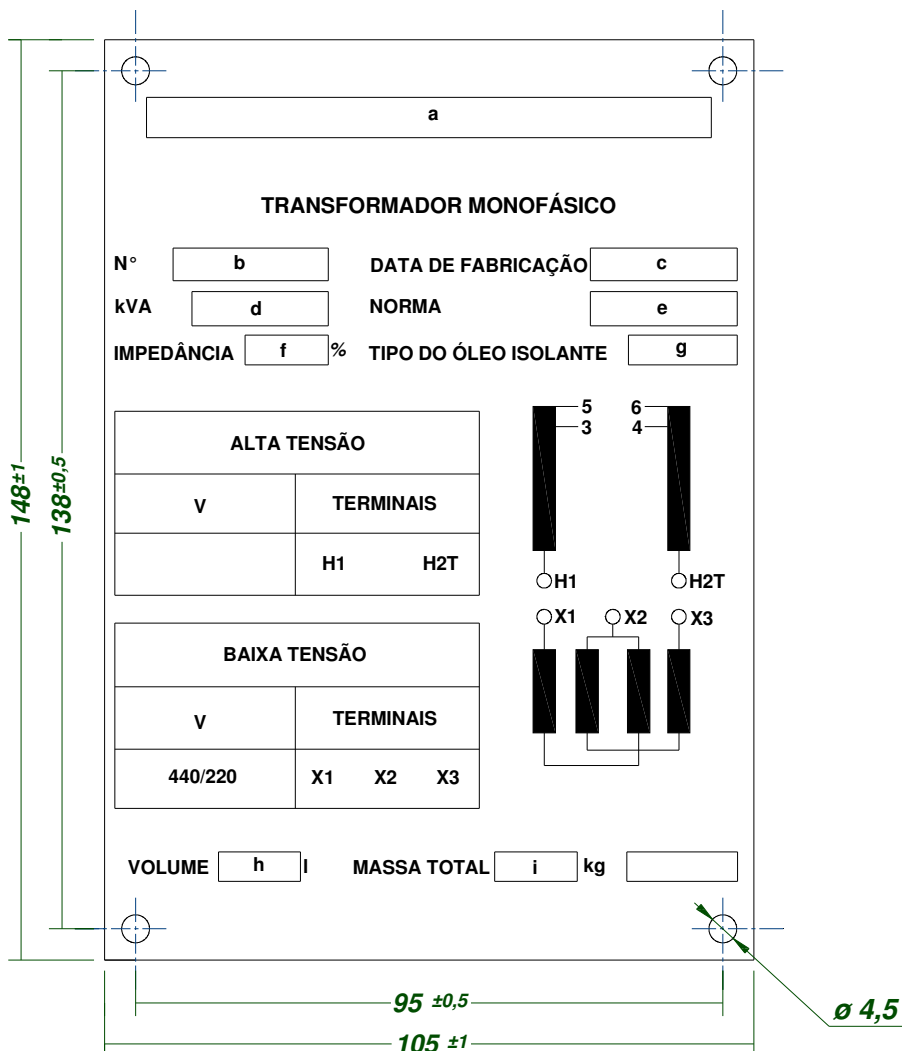 a
TRANSFORMADOR MONOFÁSICO
N° b DATA DE FABRICAÇÃO c
kVA d NORMA e
IMPEDÂNCIA f % TIPO DO ÓLEO ISOLANTE g
5 6
3 4
ALTA TENSÃO
V TERMINAIS
H1 H2T
H1 H2T
X1 X2 X3
BAIXA TENSÃO
V TERMINAIS
440/220 X1 X2 X3
VOLUME h l MASSA TOTAL i kg
148±1
138±0,5
95 ±0,5
105 ±1
ø 4,5